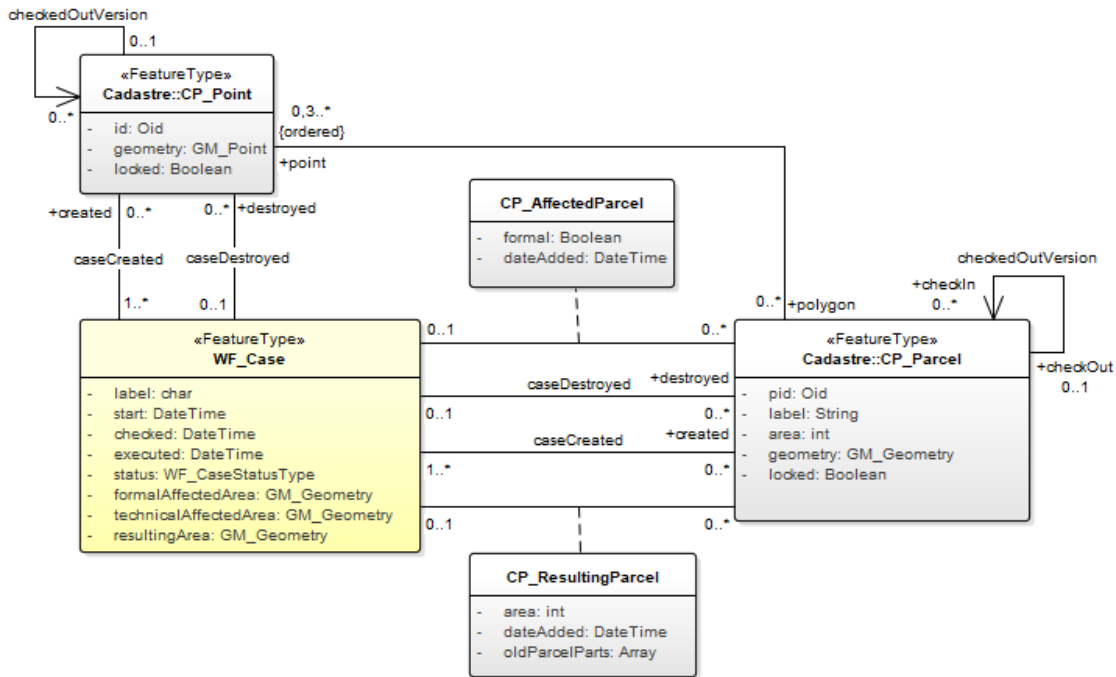 checkedOutVersion
0..1
0..*
«FeatureType»
Cadastre::CP_Point
- id: Oid
- geometry: GM_Point
- locked: Boolean
0,3..*
{ordered}
+point
+created
0..*
0..*
+destroyed
caseCreated
caseDestroyed
1..*
0..1
CP_AffectedParcel
- formal: Boolean
- dateAdded: DateTime
checkedOutVersion
+checkIn
0..*
0..*
+polygon
+checkOut
0..1
«FeatureType»
WF_Case
- label: char
- start: DateTime
- checked: DateTime
- executed: DateTime
- status: WF_CaseStatusType
- formalAffectedArea: GM_Geometry
- technicalAffectedArea: GM_Geometry
- resultingArea: GM_Geometry
0..1
0..*
caseDestroyed
+destroyed
0..1
0..*
caseCreated
+created
1..*
0..*
0..1
0..*
«FeatureType»
Cadastre::CP_Parcel
- pid: Oid
- label: String
- area: int
- geometry: GM_Geometry
- locked: Boolean
CP_ResultingParcel
- area: int
- dateAdded: DateTime
- oldParcelParts: Array